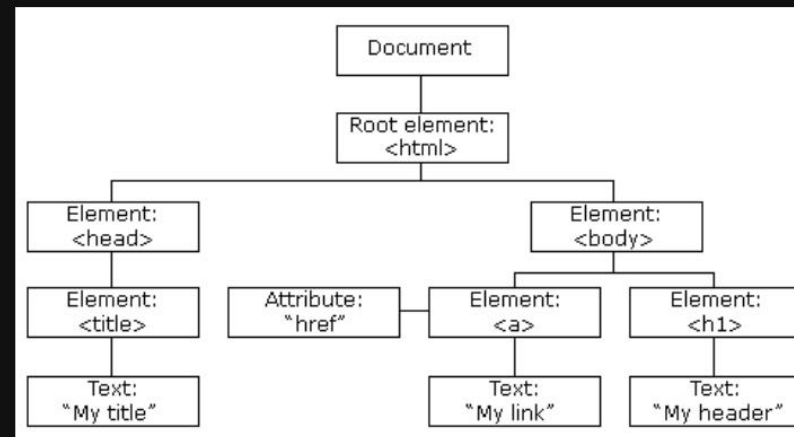 Document
Root element:
<html>
Element:
<head>
Element:
<body>
Element:
<title>
Attribute:
“href”
Element:
<a>
Element:
<h1>
Text:
“My title”
Text:
“My link”
Text:
“My header”